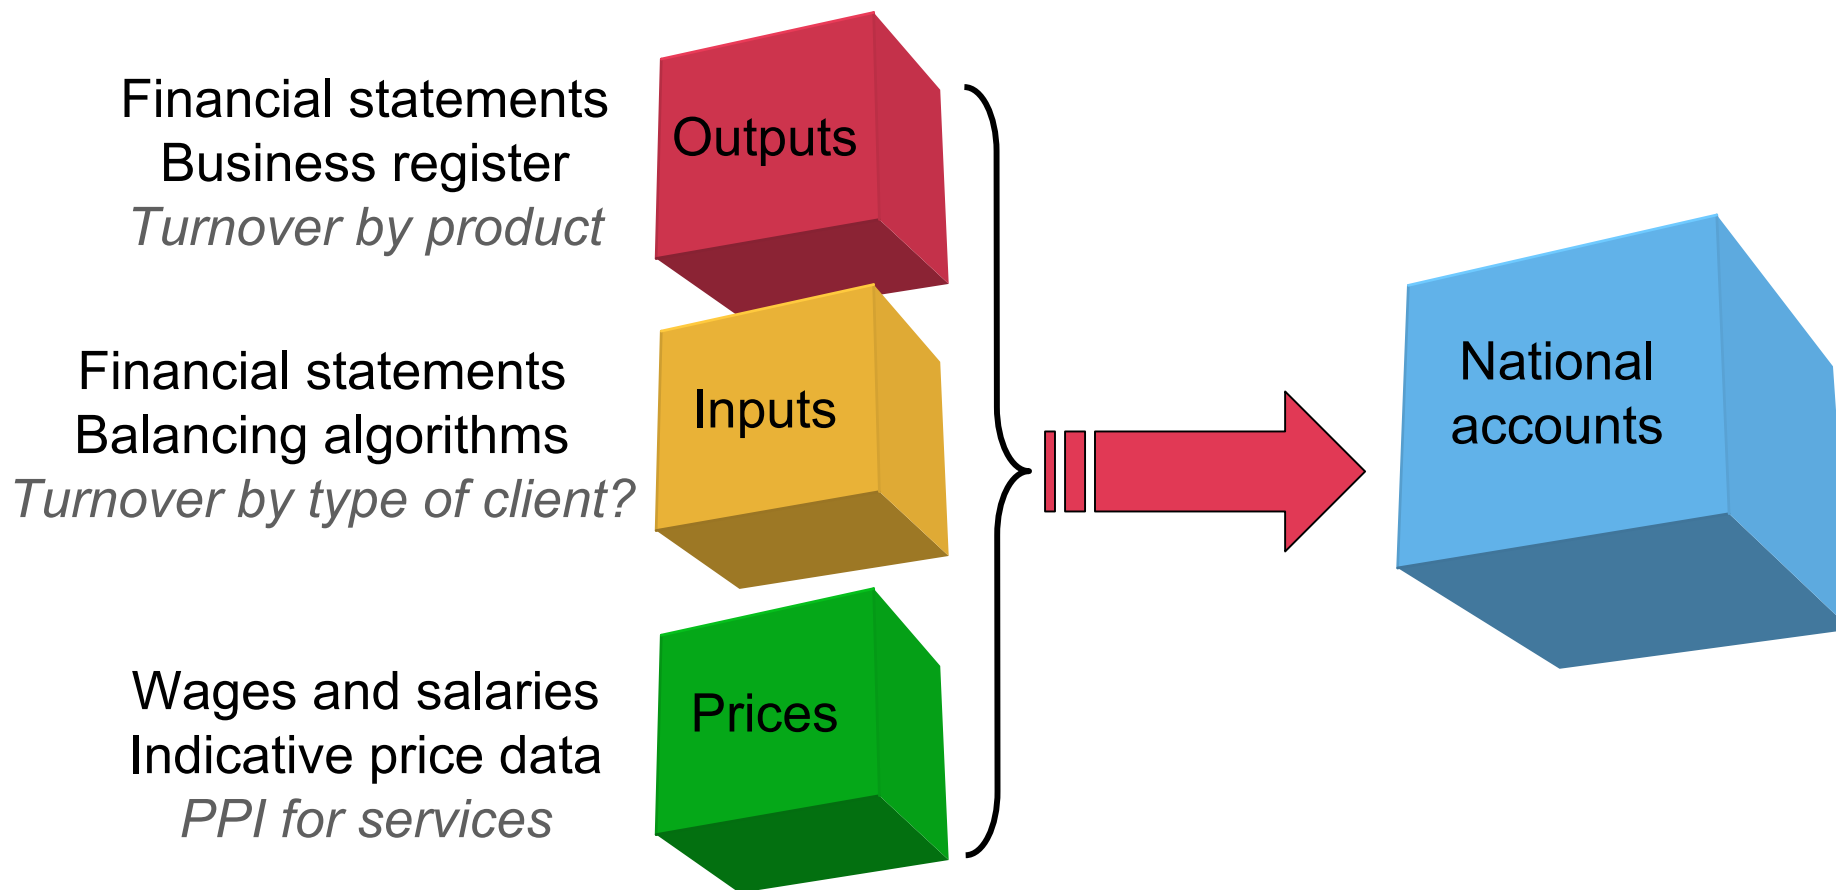 Financial statements
Business register
Turnover by product
Outputs
Financial statements
Balancing algorithms
Turnover by type of client?
Inputs
Wages and salaries
Indicative price data
PPI for services
Prices
National
accounts